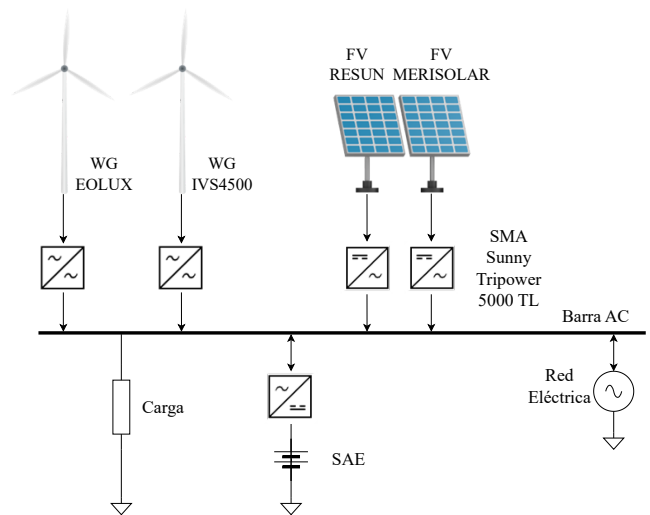 FV
RESUN
FV
MERISOLAR
WG
EOLUX
WG
IVS4500
SMA
Sunny
Tripower
5000 TL
Barra AC
Carga
Red
Eléctrica
SAE